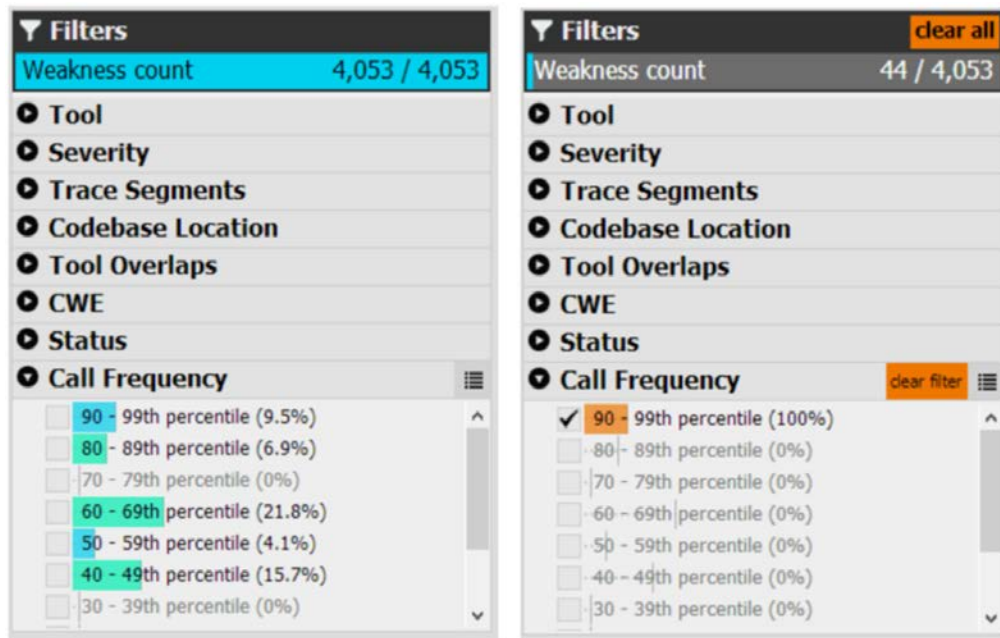 Filters
Weakness count 4,053 / 4,053
Tool
Severity
Trace Segments
Codebase Location
Tool Overlaps
CWE
Status
Call Frequency
90 - 99th percentile (9.5%)
80 - 89th percentile (6.9%)
70 - 79th percentile (0%)
60 - 69th percentile (21.8%)
50 - 59th percentile (4.1%)
40 - 49th percentile (15.7%)
30 - 39th percentile (0%)
Filters clear all
Weakness count 44 / 4,053
Tool
Severity
Trace Segments
Codebase Location
Tool Overlaps
CWE
Status
Call Frequency clear filter
90 - 99th percentile (100%)
80 - 89th percentile (0%)
70 - 79th percentile (0%)
60 - 69th percentile (0%)
50 - 59th percentile (0%)
40 - 49th percentile (0%)
30 - 39th percentile (0%)